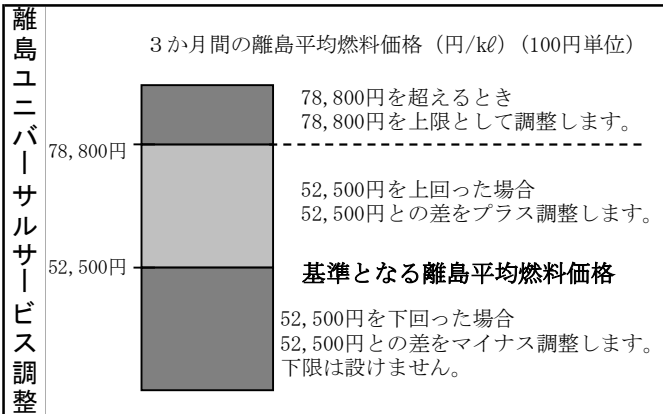 離島ユニバーサルサービス調整
3か月間の離島平均燃料価格（円/kℓ）（100円単位）
78,800円を超えるとき
78,800円を上限として調整します。
78,800円
52,500円を上回った場合
52,500円との差をプラス調整します。
52,500円
基準となる離島平均燃料価格
52,500円を下回った場合
52,500円との差をマイナス調整します。
下限は設けません。